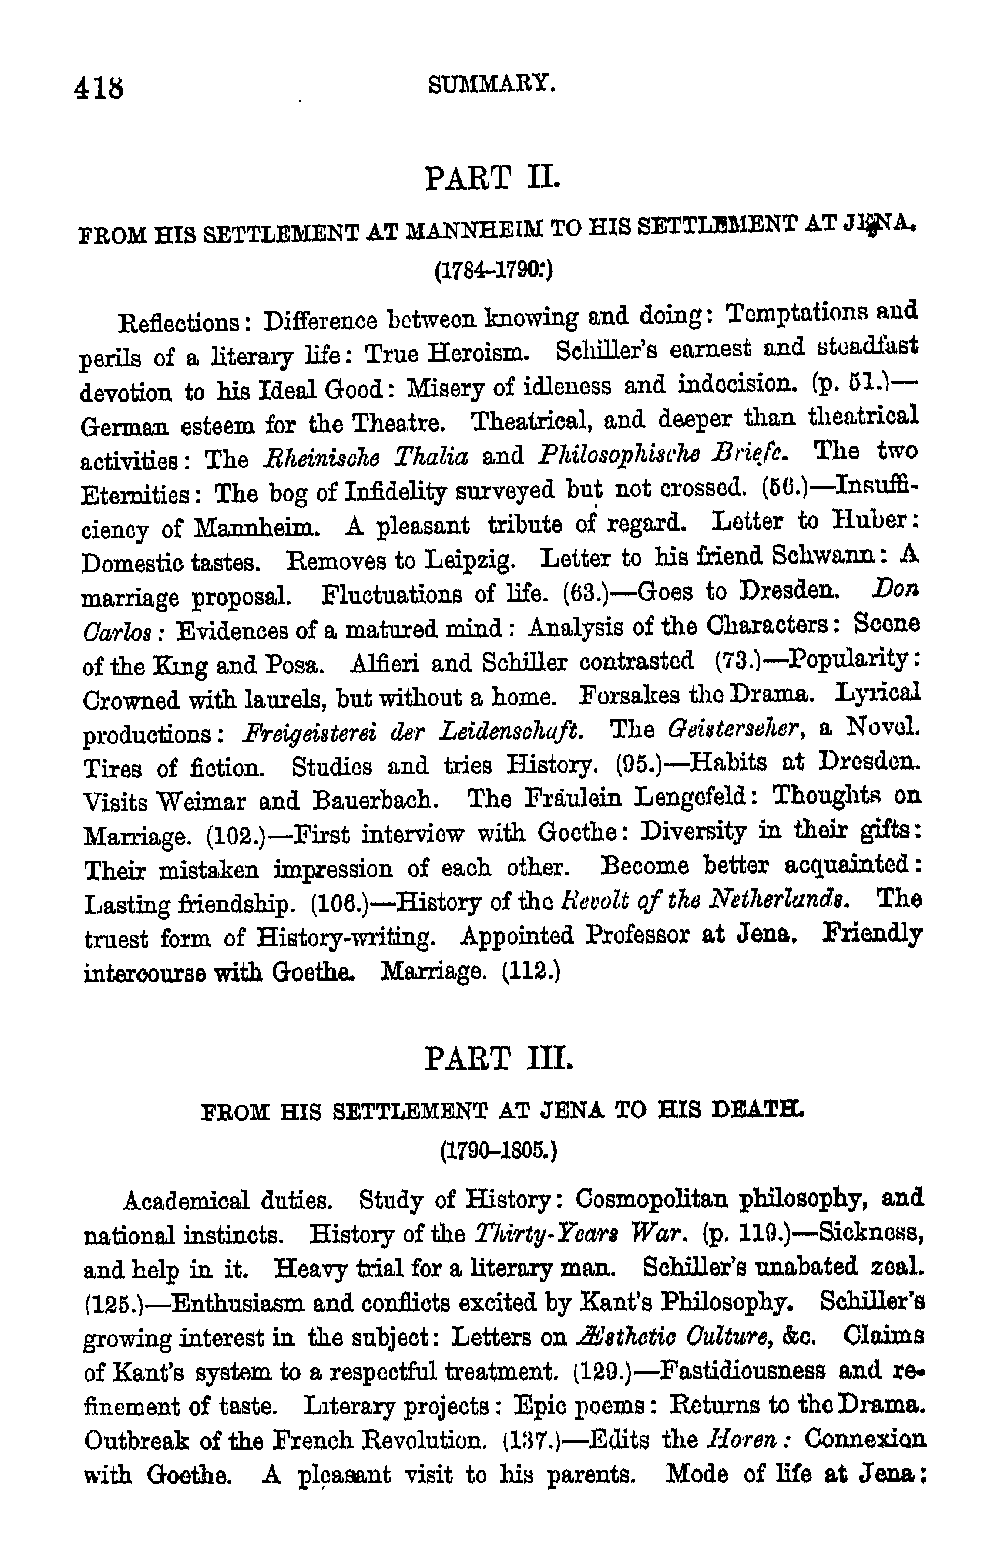 418 SUMMARY.
PART II.
FROM HIS SETTLEMENT AT MANNHEIM TO HIS SETTLEMENT AT JENA.
(1784-1790.)
Reflections: Difference between knowing and doing: Temptations and
perils of a literary life: True Heroism. Schiller's earnest and steadfast
devotion to his Ideal Good: Misery of idleness and indecision. (p. 51.)—
German esteem for the Theatre. Theatrical, and deeper than theatrical
activities: The Rheinische Thalia and Philosophische Briefe. The two
Eternities: The bog of Infidelity surveyed but not crossed. (56.)—Insuffi-
ciency of Mannheim. A pleasant tribute of regard. Letter to Huber:
Domestic tastes. Removes to Leipzig. Letter to his friend Schwann: A
marriage proposal. Fluctuations of life. (63.)—Goes to Dresden. Don
Carlos: Evidences of a matured mind: Analysis of the Characters: Scene
of the King and Posa. Alfieri and Schiller contrasted (73.)—Popularity:
Crowned with laurels, but without a home. Forsakes the Drama. Lyrical
productions: Freigeisterei der Leidenschaft. The Geisterseher, a Novel.
Tires of fiction. Studies and tries History. (95.)—Habits at Dresden.
Visits Weimar and Bauerbach. The Fräulein Lengefeld: Thoughts on
Marriage. (102.)—First interview with Goethe: Diversity in their gifts:
Their mistaken impression of each other. Become better acquainted:
Lasting friendship. (106.)—History of the Revolt of the Netherlands. The
truest form of History-writing. Appointed Professor at Jena. Friendly
intercourse with Goethe. Marriage. (112.)
PART III.
FROM HIS SETTLEMENT AT JENA TO HIS DEATH.
(1790-1805.)
Academical duties. Study of History: Cosmopolitan philosophy, and
national instincts. History of the Thirty-Years War. (p. 119.)—Sickness,
and help in it. Heavy trial for a literary man. Schiller's unabated zeal.
(125.)—Enthusiasm and conflicts excited by Kant's Philosophy. Schiller's
growing interest in the subject: Letters on Æsthetic Culture, &c. Claims
of Kant's system to a respectful treatment. (129.)—Fastidiousness and re-
finement of taste. Literary projects: Epic poems: Returns to the Drama.
Outbreak of the French Revolution. (137.)—Edits the Horen: Connexion
with Goethe. A pleasant visit to his parents. Mode of life at Jena: